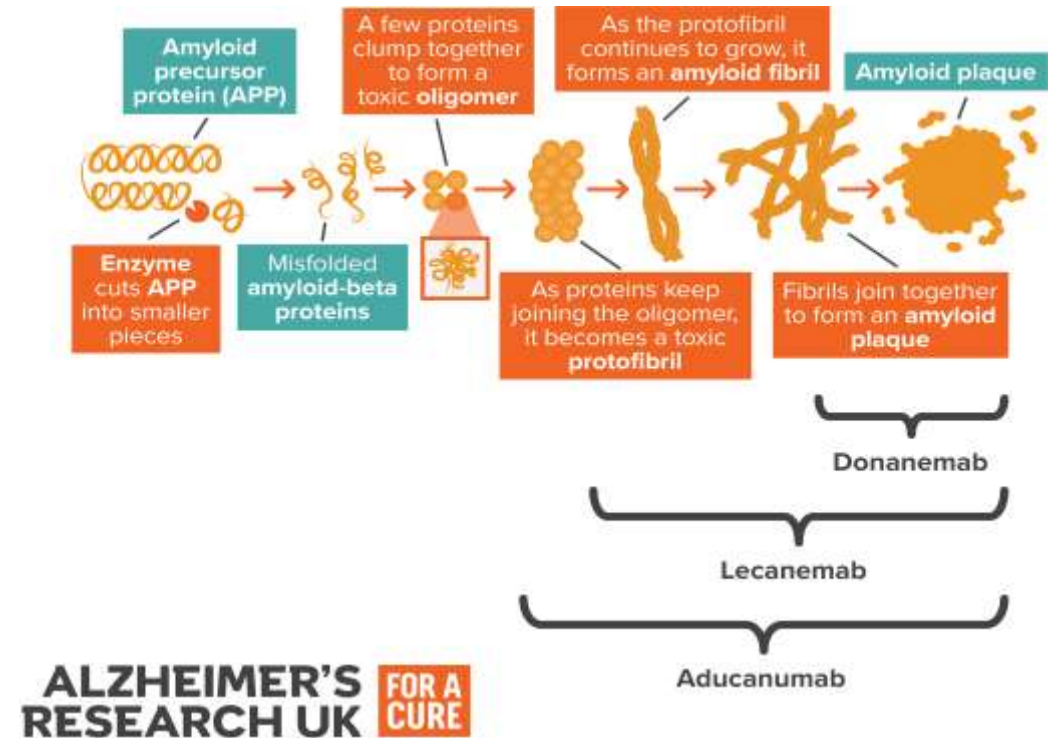 Amyloid
precursor
protein (APP)
A few proteins
clump together
to form a
toxic oligomer
As the protofibril
continues to grow, it
forms an amyloid fibril
Amyloid plaque
Enzyme
cuts APP
into smaller
pieces
Misfolded
amyloid-beta
proteins
As proteins keep
joining the oligomer,
it becomes a toxic
protofibril
Fibrils join together
to form an amyloid
plaque
Donanemab
Lecanemab
Aducanumab
ALZHEIMER'S
RESEARCH UK
FOR A
CURE